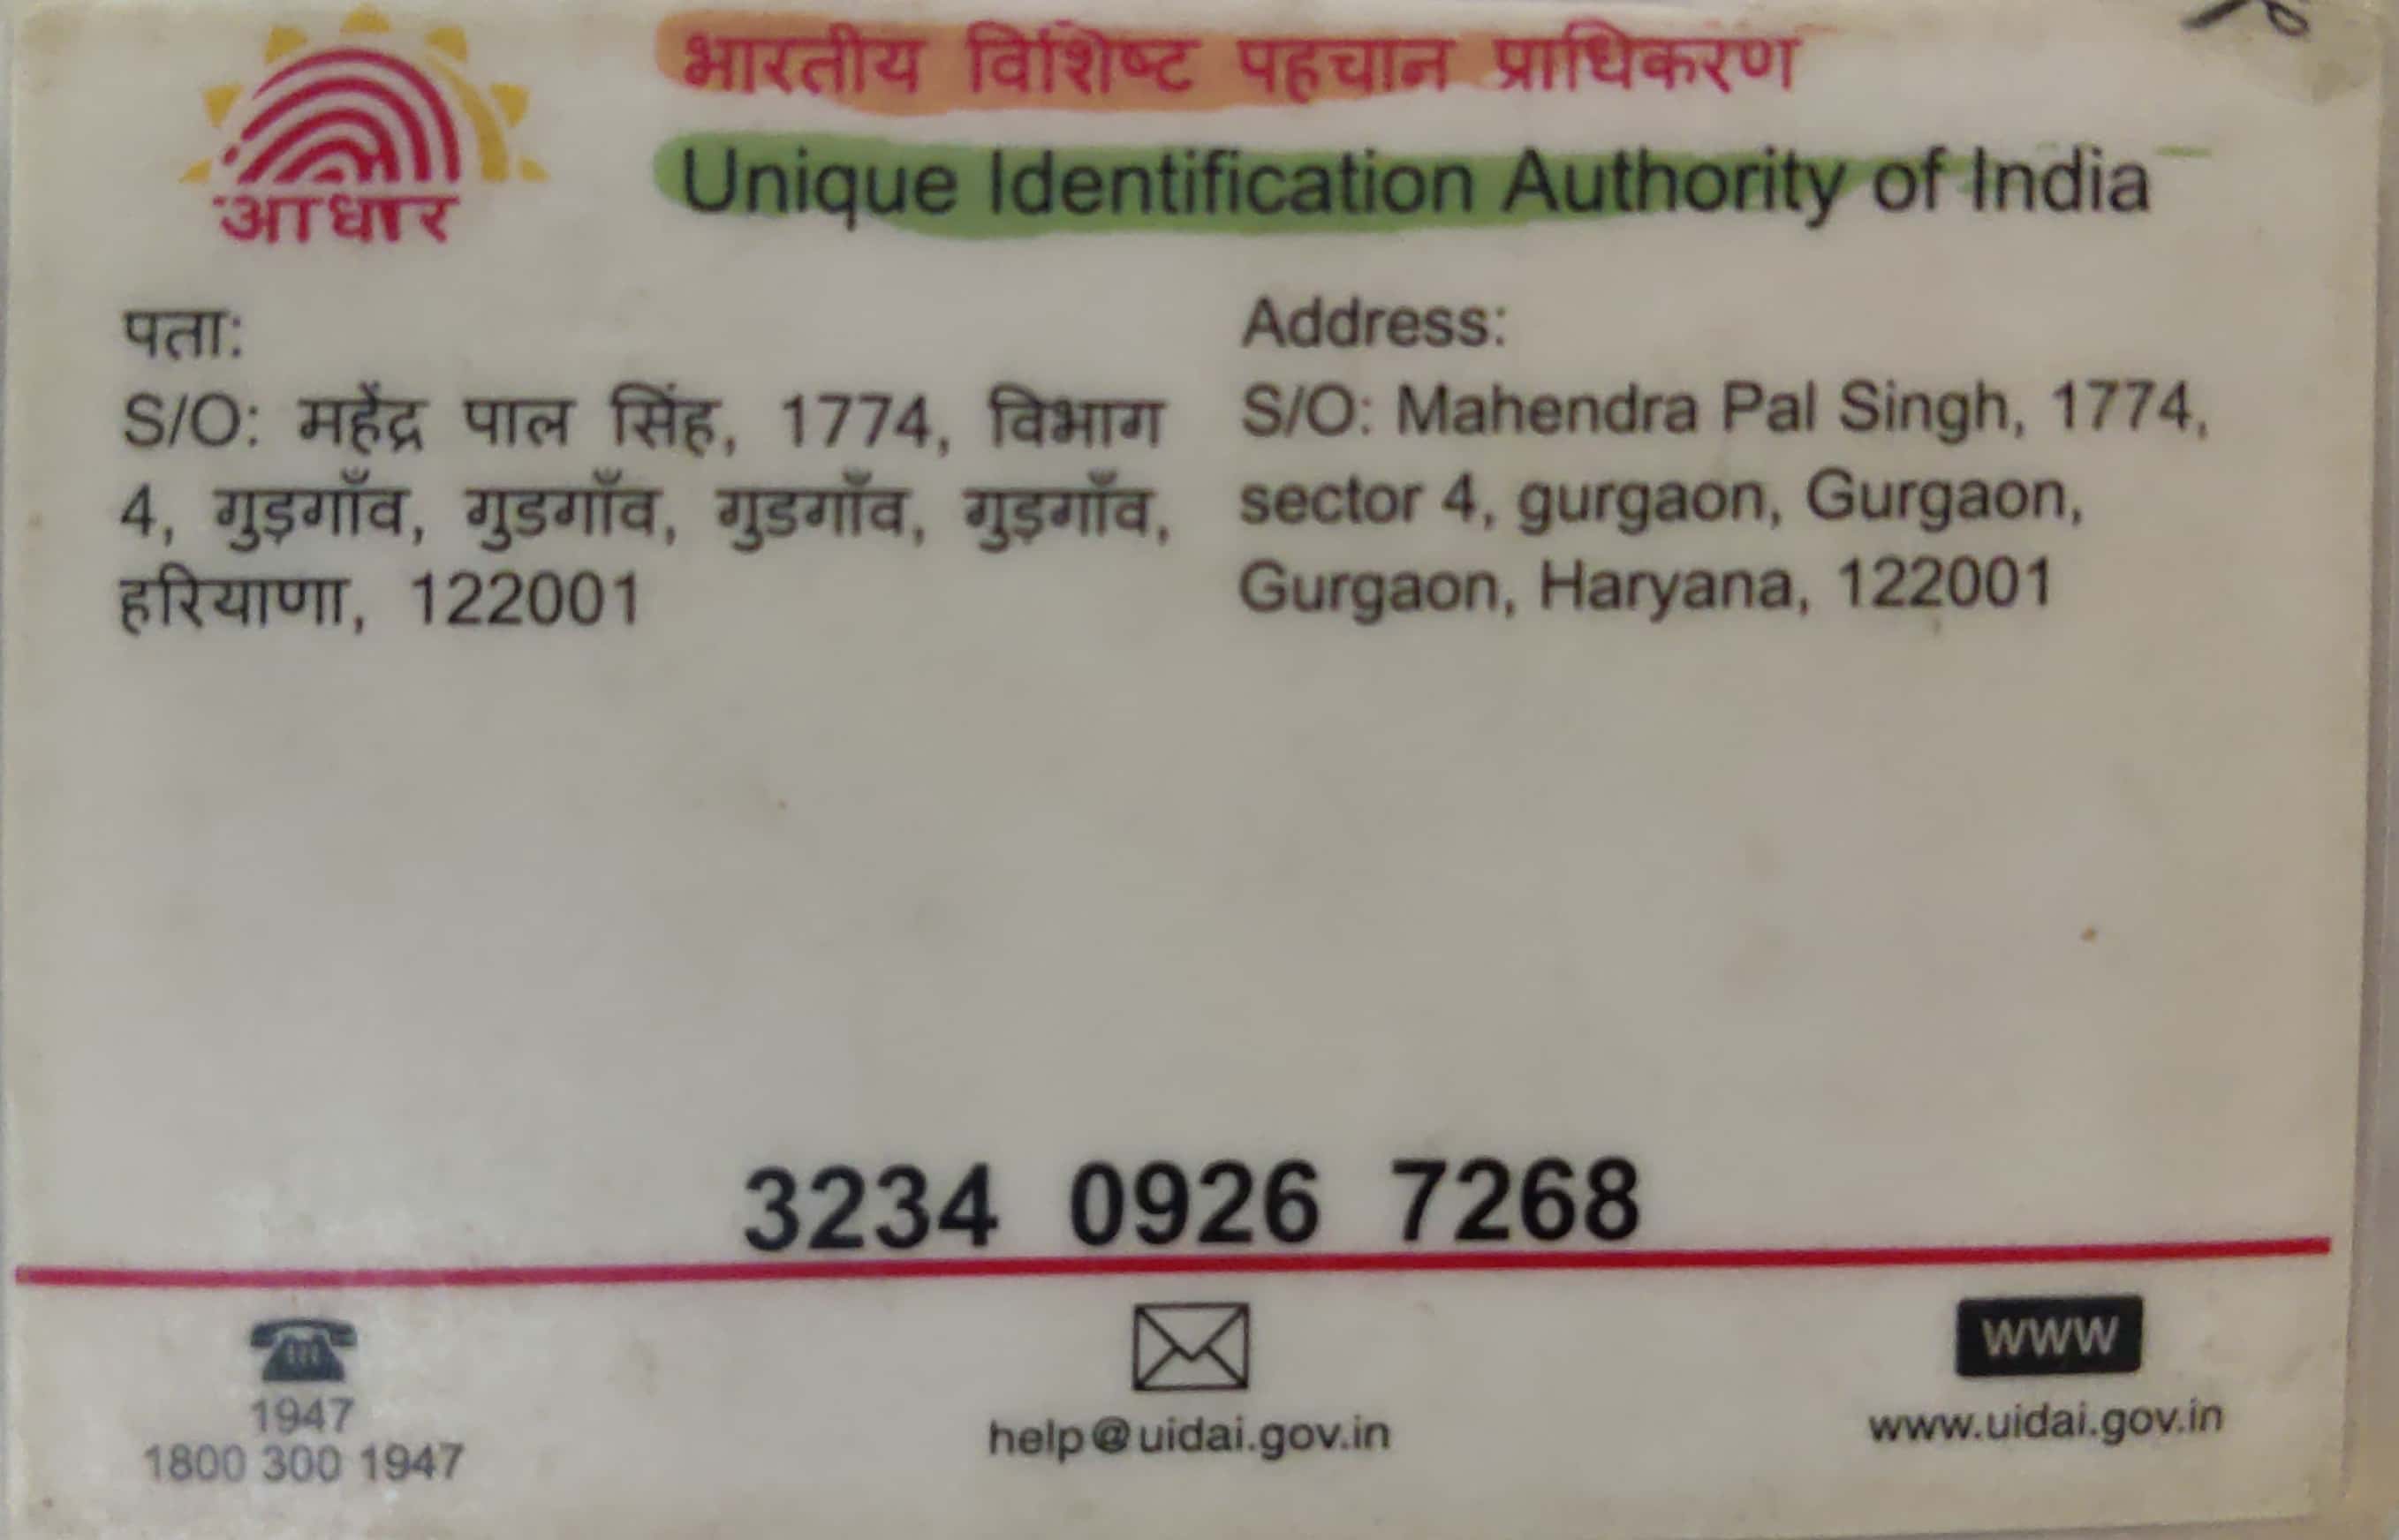 आधार
भारतीय विशिष्ट पहचान प्राधिकरण
Unique Identification Authority of India
पता:
S/O: महेंद्र पाल सिंह, 1774, विभाग
4, गुड़गाँव, गुडगाँव, गुडगाँव, गुड़गाँव,
हरियाणा, 122001
Address:
S/O: Mahendra Pal Singh, 1774,
sector 4, gurgaon, Gurgaon,
Gurgaon, Haryana, 122001
3234 0926 7268
1947
1800 300 1947
help@uidai.gov.in
www
www.uidai.gov.in